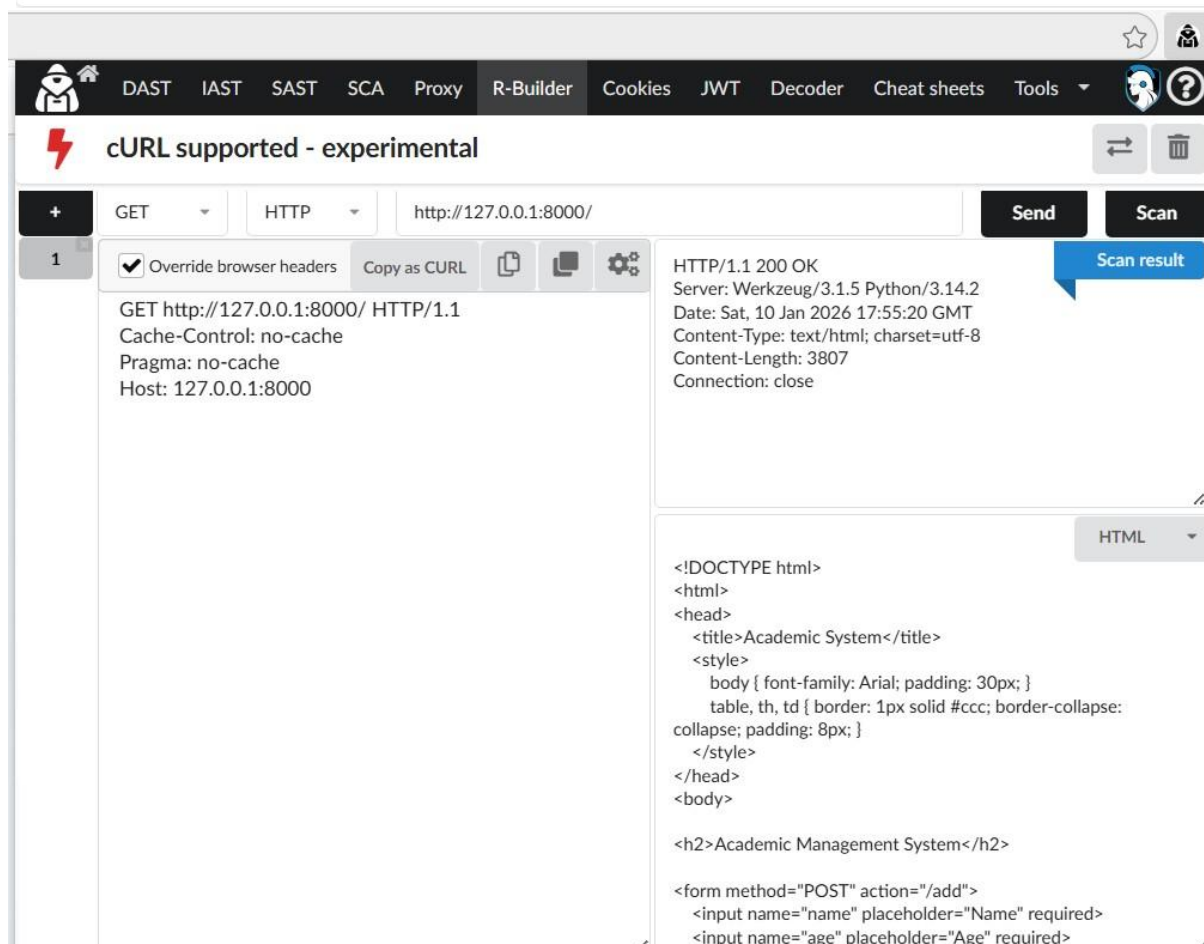 DAST IAST SAST SCA Proxy R-Builder Cookies JWT Decoder Cheat sheets Tools
cURL supported - experimental
+ GET HTTP http://127.0.0.1:8000/ Send Scan
1
Override browser headers Copy as CURL
GET http://127.0.0.1:8000/ HTTP/1.1
Cache-Control: no-cache
Pragma: no-cache
Host: 127.0.0.1:8000
Scan result
HTTP/1.1 200 OK
Server: Werkzeug/3.1.5 Python/3.14.2
Date: Sat, 10 Jan 2026 17:55:20 GMT
Content-Type: text/html; charset=utf-8
Content-Length: 3807
Connection: close
HTML
<!DOCTYPE html>
<html>
<head>
<title>Academic System</title>
<style>
body { font-family: Arial; padding: 30px; }
table, th, td { border: 1px solid #ccc; border-collapse:
collapse; padding: 8px; }
</style>
</head>
<body>
<h2>Academic Management System</h2>
<form method="POST" action="/add">
<input name="name" placeholder="Name" required>
<input name="age" placeholder="Age" required>